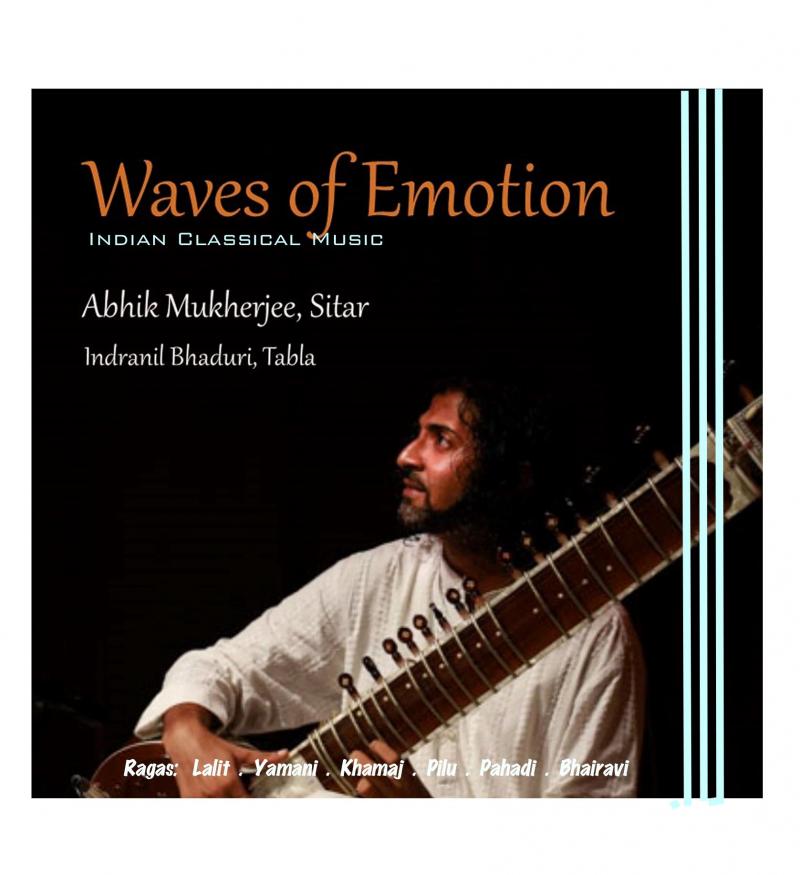 Waves of Emotion
Indian Classical Music
Abhik Mukherjee, Sitar
Indranil Bhaduri, Tabla
Ragas: Lalit . Yamani . Khamaj . Pilu . Pahadi . Bhairavi